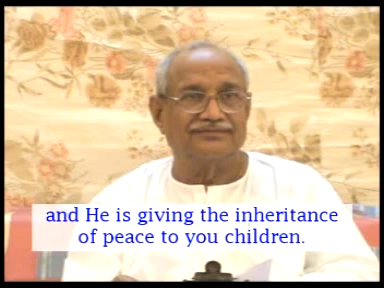 and He is giving the inheritance
of peace to you children.